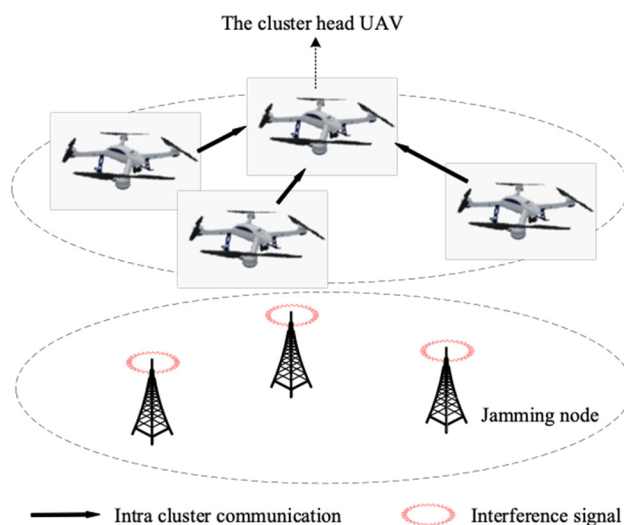 The cluster head UAV
Jamming node
Intra cluster communication
Interference signal